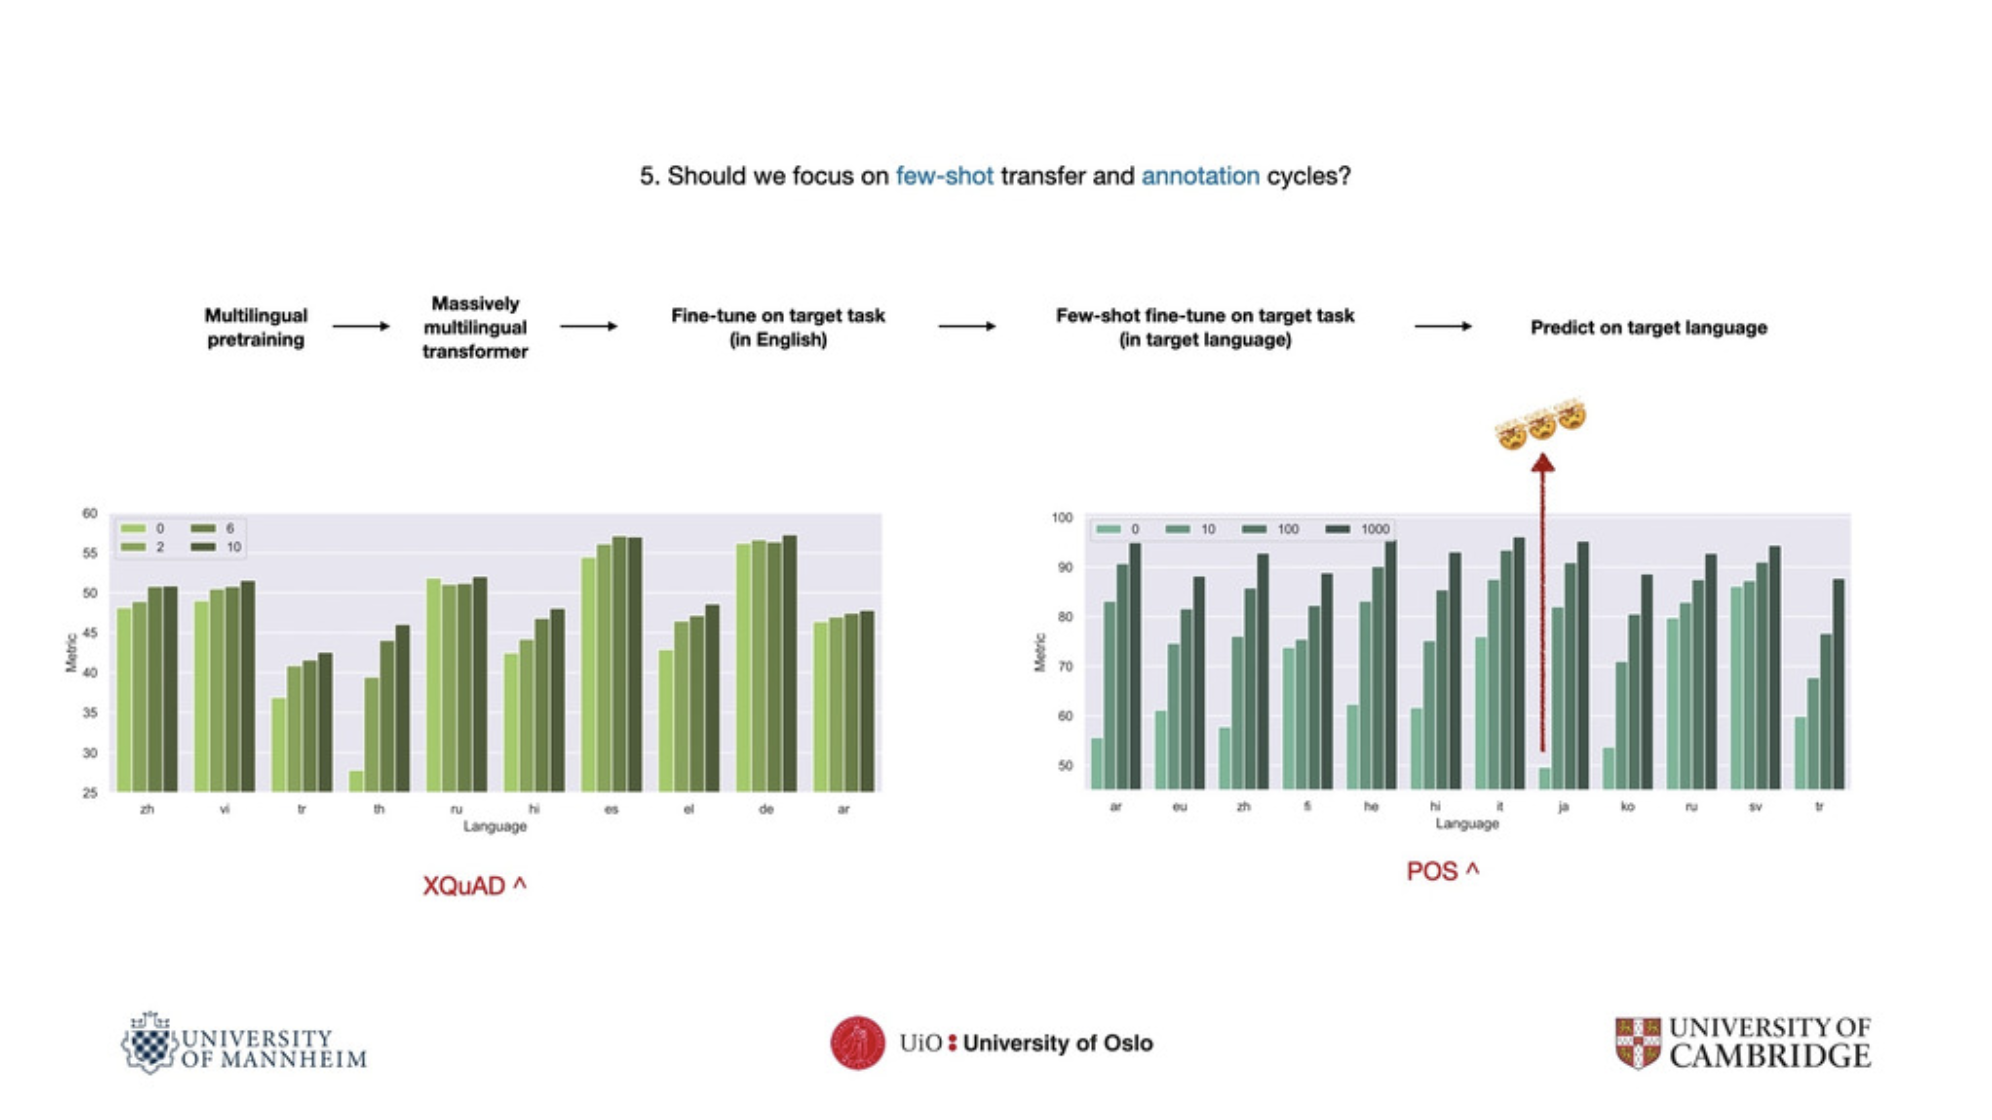 5. Should we focus on few-shot transfer and annotation cycles?
Multilingual
pretraining
Massively
multilingual
transformer
Fine-tune on target task
(in English)
Few-shot fine-tune on target task
(in target language)
Predict on target language
60
55
50
45
40
35
30
25
Metric
0 6
2 10
zh vi tr th ru hi es el de ar
Language
XQuAD ^
100
90
80
70
60
50
Metric
0 10 100 1000
ar eu zh fi he hi it ja ko ru sv tr
Language
POS ^
UNIVERSITY
OF MANNHEIM
UiO: University of Oslo
UNIVERSITY OF
CAMBRIDGE